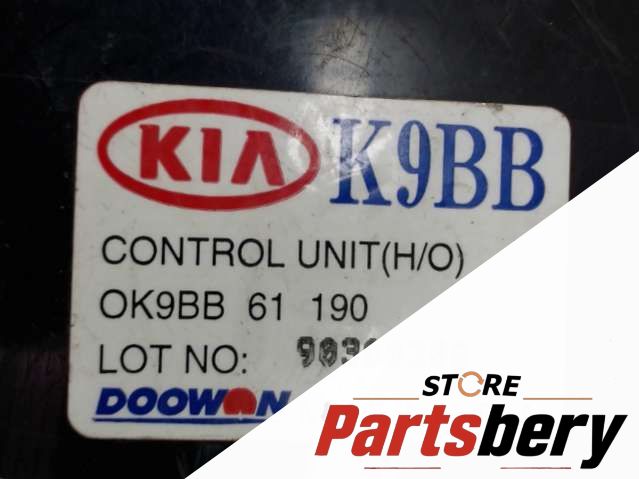 KIA K9BB
CONTROL UNIT(H/O)
OK9BB 61 190
LOT NO:
DOOWON
STORE
Partsbery